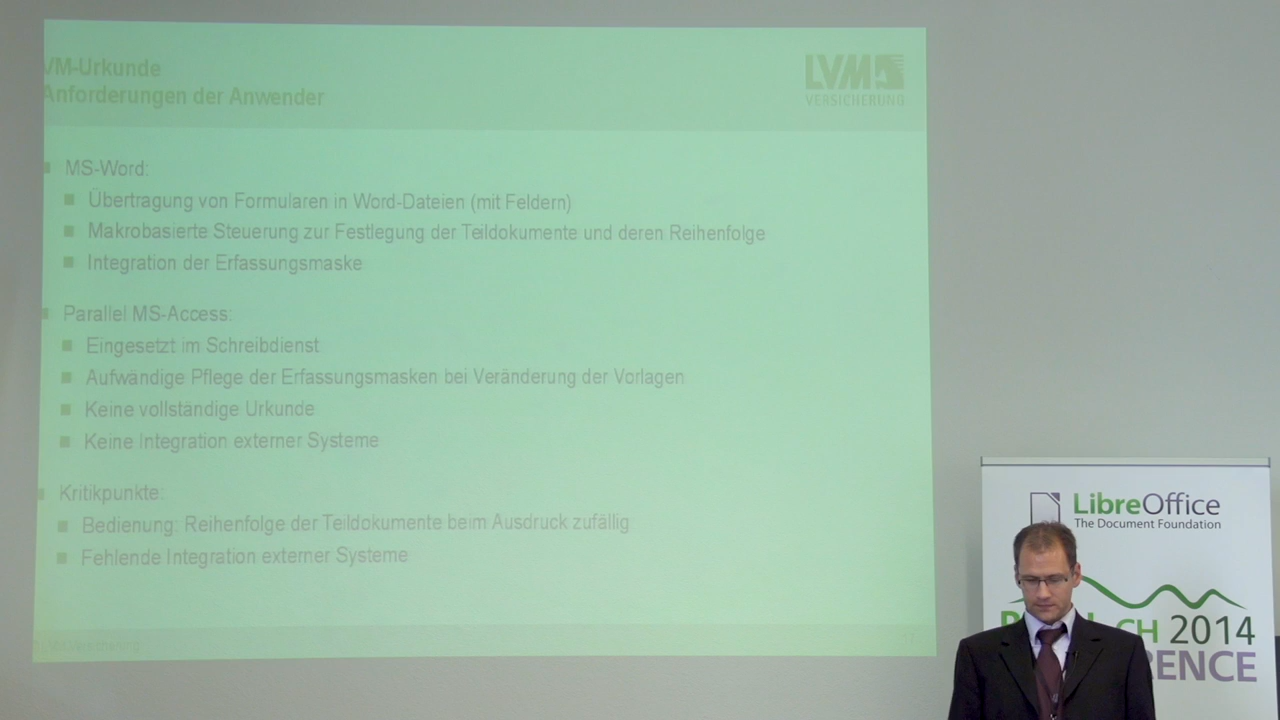 VM-Urkunde
Anforderungen der Anwender
LVM
VERSICHERUNG
MS-Word:
Übertragung von Formularen in Word-Dateien (mit Feldern)
Makrobasierte Steuerung zur Festlegung der Teildokumente und deren Reihenfolge
Integration der Erfassungsmaske
Parallel MS-Access:
Eingesetzt im Schreibdienst
Aufwändige Pflege der Erfassungsmasken bei Veränderung der Vorlagen
Keine vollständige Urkunde
Keine Integration externer Systeme
Kritikpunkte:
Bedienung: Reihenfolge der Teildokumente beim Ausdruck zufällig
Fehlende Integration externer Systeme
LibreOffice
The Document Foundation
CH 2014
RENCE